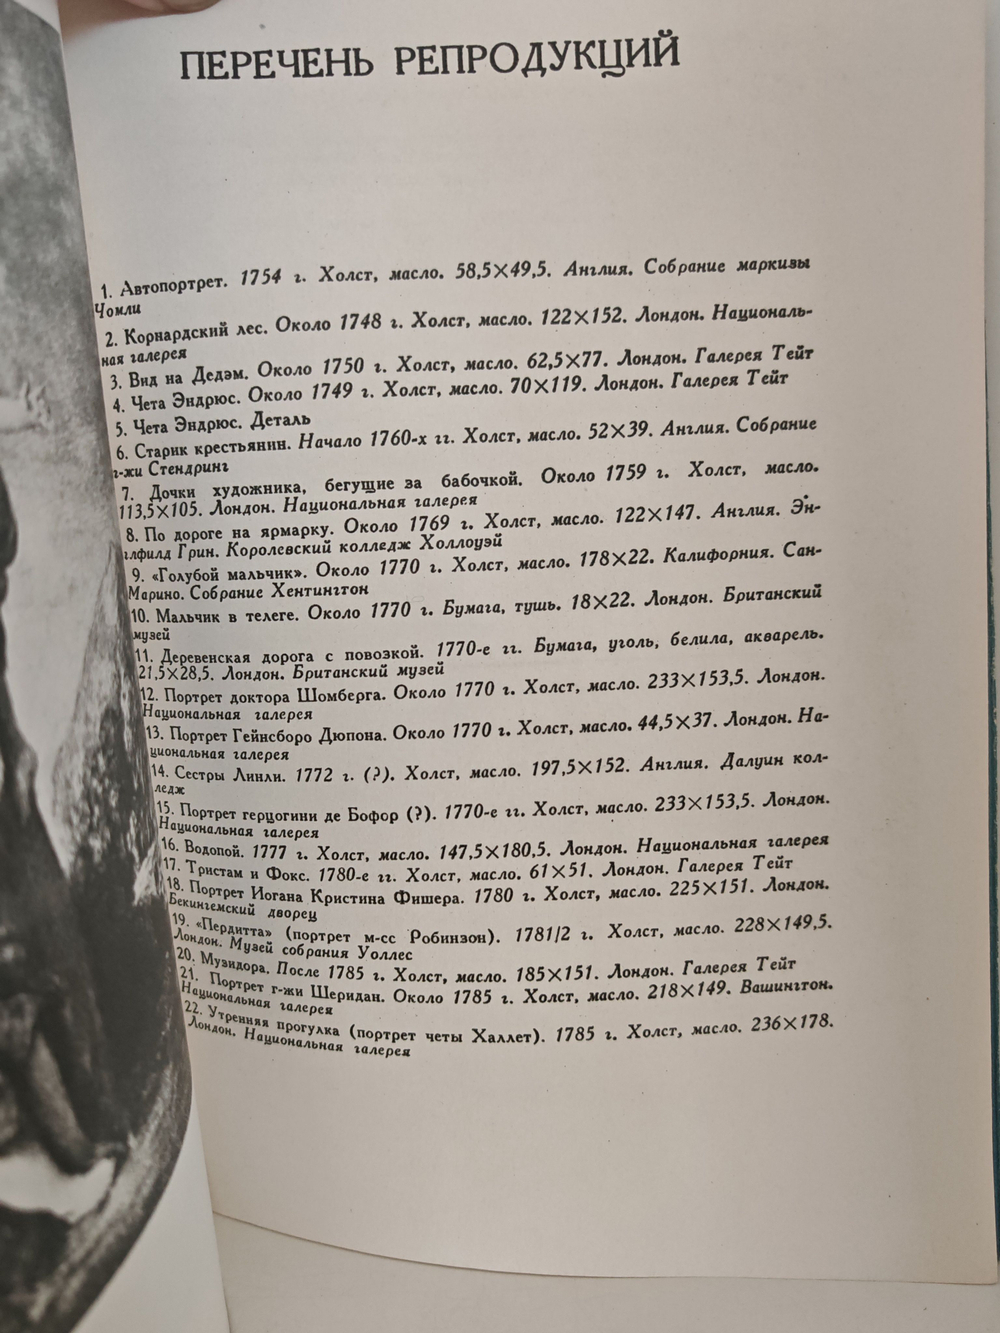 ПЕРЕЧЕНЬ РЕПРОДУКЦИЙ
1. Автопортрет. 1754 г. Холст, масло. 58,5×49,5. Англия. Собрание маркизы
Чомли
2. Корнардский лес. Около 1748 г. Холст, масло. 122×152. Лондон. Националь-
ная галерея
3. Вид на Дедэм. Около 1750 г. Холст, масло. 62,5×77. Лондон. Галерея Тейт
4. Чета Эндрюс. Около 1749 г. Холст, масло. 70×119. Лондон. Галерея Тейт
5. Чета Эндрюс. Деталь
6. Старик крестьянин. Начало 1760-х гг. Холст, масло. 52×39. Англия. Собрание
г-жи Стендринг
7. Дочки художника, бегущие за бабочкой. Около 1759 г. Холст, масло.
113,5×105. Лондон. Национальная галерея
8. По дороге на ярмарку. Около 1769 г. Холст, масло. 122×147. Англия. Эн-
глфилд Грин. Королевский колледж Холлоуэй
9. «Голубой мальчик». Около 1770 г. Холст, масло. 178×22. Калифорния. Сан-
Марино. Собрание Хентингтон
10. Мальчик в телеге. Около 1770 г. Бумага, тушь. 18×22. Лондон. Британский
музей
11. Деревенская дорога с повозкой. 1770-е гг. Бумага, уголь, белила, акварель.
21,5×28,5. Лондон. Британский музей
12. Портрет доктора Шомберга. Около 1770 г. Холст, масло. 233×153,5. Лондон.
Национальная галерея
13. Портрет Гейнсборо Дюпона. Около 1770 г. Холст, масло. 44,5×37. Лондон. На-
циональная галерея
14. Сестры Линли. 1772 г. (?). Холст, масло. 197,5×152. Англия. Далуин кол-
ледж
15. Портрет герцогини де Бофор (?). 1770-е гг. Холст, масло. 233×153,5. Лондон.
Национальная галерея
16. Водопой. 1777 г. Холст, масло. 147,5×180,5. Лондон. Национальная галерея
17. Тристам и Фокс. 1780-е гг. Холст, масло. 61×51. Лондон. Галерея Тейт
18. Портрет Иогана Кристина Фишера. 1780 г. Холст, масло. 225×151. Лондон.
Бекингемский дворец
19. «Пердитта» (портрет м-сс Робинзон). 1781/2 г. Холст, масло. 228×149,5.
Лондон. Музей собрания Уоллес
20. Музидора. После 1785 г. Холст, масло. 185×151. Лондон. Галерея Тейт
21. Портрет г-жи Шеридан. Около 1785 г. Холст, масло. 218×149. Вашингтон.
Национальная галерея
22. Утренняя прогулка (портрет четы Халлет). 1785 г. Холст, масло. 236×178.
Лондон. Национальная галерея